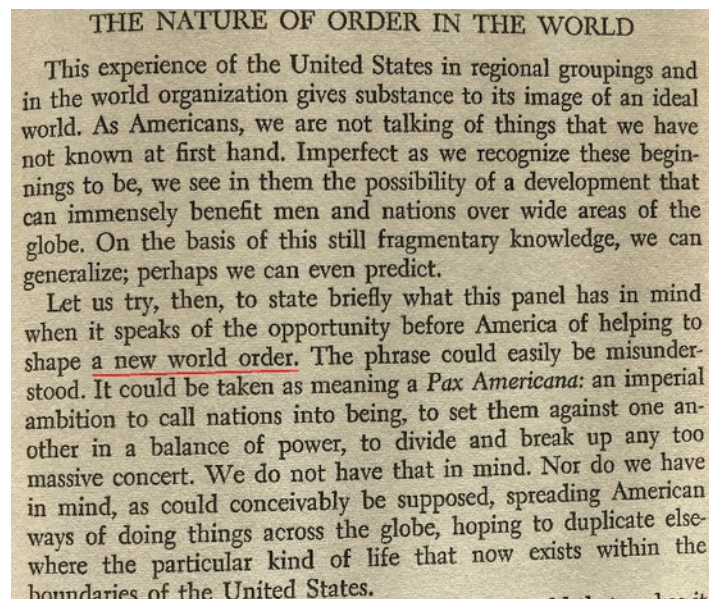 THE NATURE OF ORDER IN THE WORLD
This experience of the United States in regional groupings and
in the world organization gives substance to its image of an ideal
world. As Americans, we are not talking of things that we have
not known at first hand. Imperfect as we recognize these begin-
nings to be, we see in them the possibility of a development that
can immensely benefit men and nations over wide areas of the
globe. On the basis of this still fragmentary knowledge, we can
generalize; perhaps we can even predict.
Let us try, then, to state briefly what this panel has in mind
when it speaks of the opportunity before America of helping to
shape a new world order. The phrase could easily be misunder-
stood. It could be taken as meaning a Pax Americana: an imperial
ambition to call nations into being, to set them against one an-
other in a balance of power, to divide and break up any too
massive concert. We do not have that in mind. Nor do we have
in mind, as could conceivably be supposed, spreading American
ways of doing things across the globe, hoping to duplicate else-
where the particular kind of life that now exists within the
boundaries of the United States.